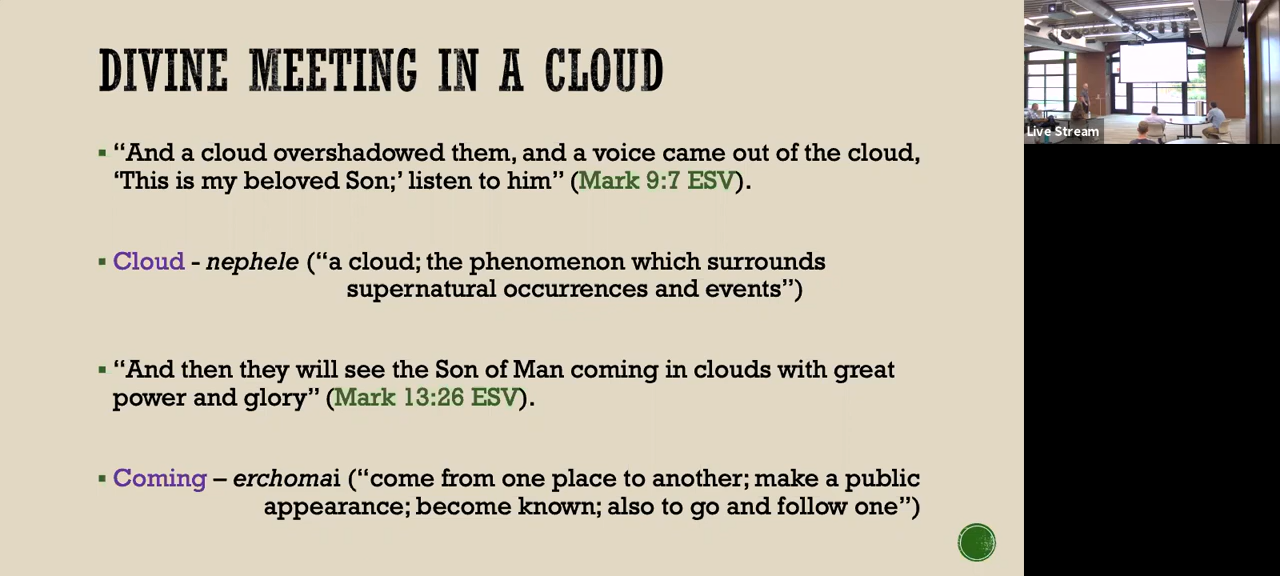 DIVINE MEETING IN A CLOUD
▪ “And a cloud overshadowed them, and a voice came out of the cloud,
‘This is my beloved Son;’ listen to him” (Mark 9:7 ESV).
▪ Cloud - nephele (“a cloud; the phenomenon which surrounds
supernatural occurrences and events”)
▪ “And then they will see the Son of Man coming in clouds with great
power and glory” (Mark 13:26 ESV).
▪ Coming – erchomai (“come from one place to another; make a public
appearance; become known; also to go and follow one”)
Live Stream